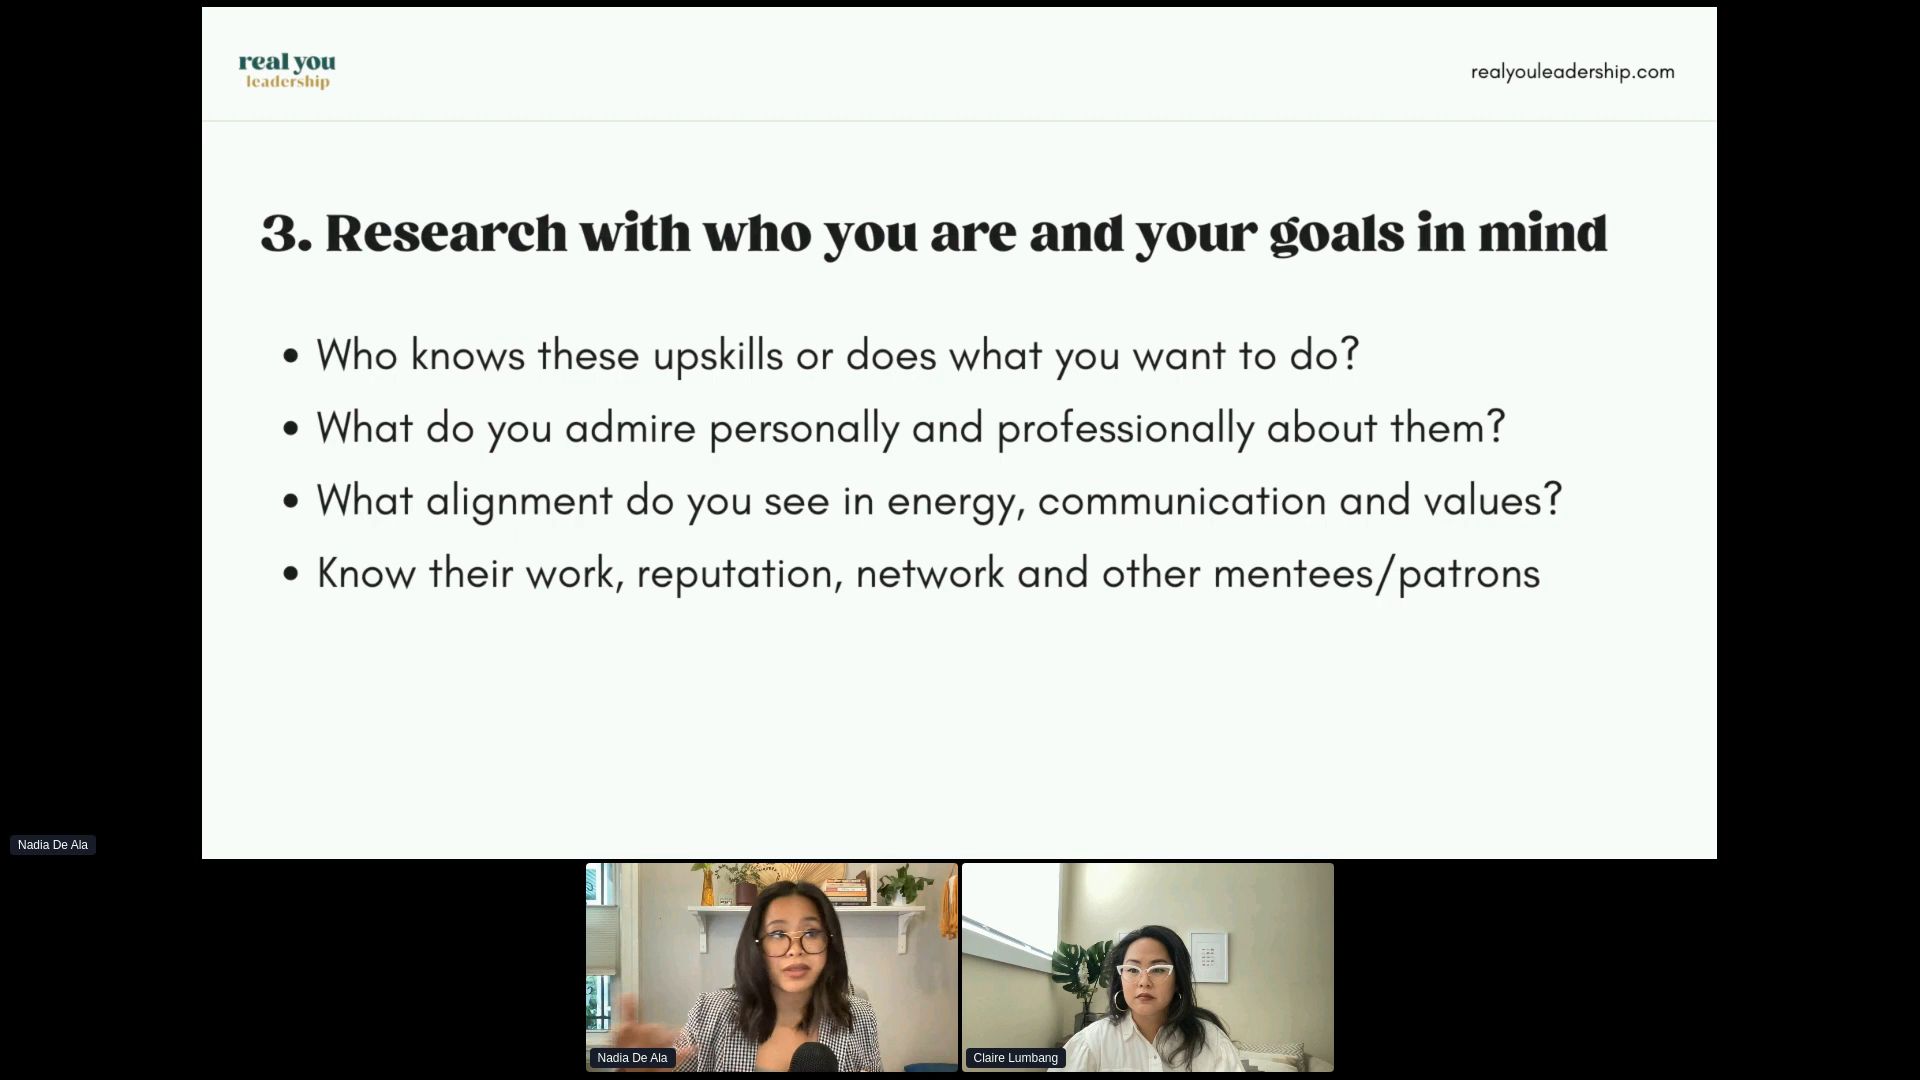 real you
leadership
realyouleadership.com
3. Research with who you are and your goals in mind
• Who knows these upskills or does what you want to do?
• What do you admire personally and professionally about them?
• What alignment do you see in energy, communication and values?
• Know their work, reputation, network and other mentees/patrons
Nadia De Ala
Nadia De Ala
Claire Lumbang